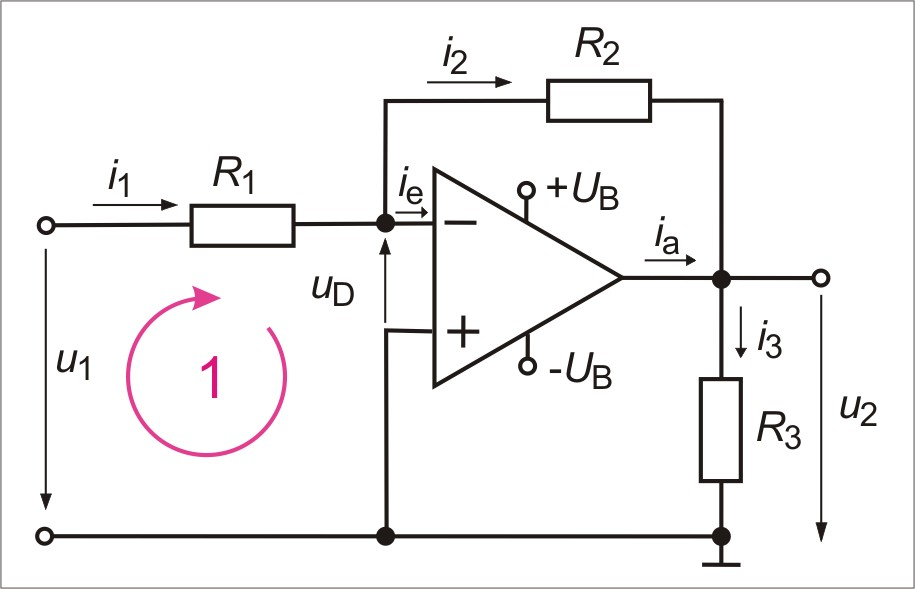 i2
R2
i1
R1
ie
−
+UB
ia
uD
+
-UB
i3
u1
1
R3
u2